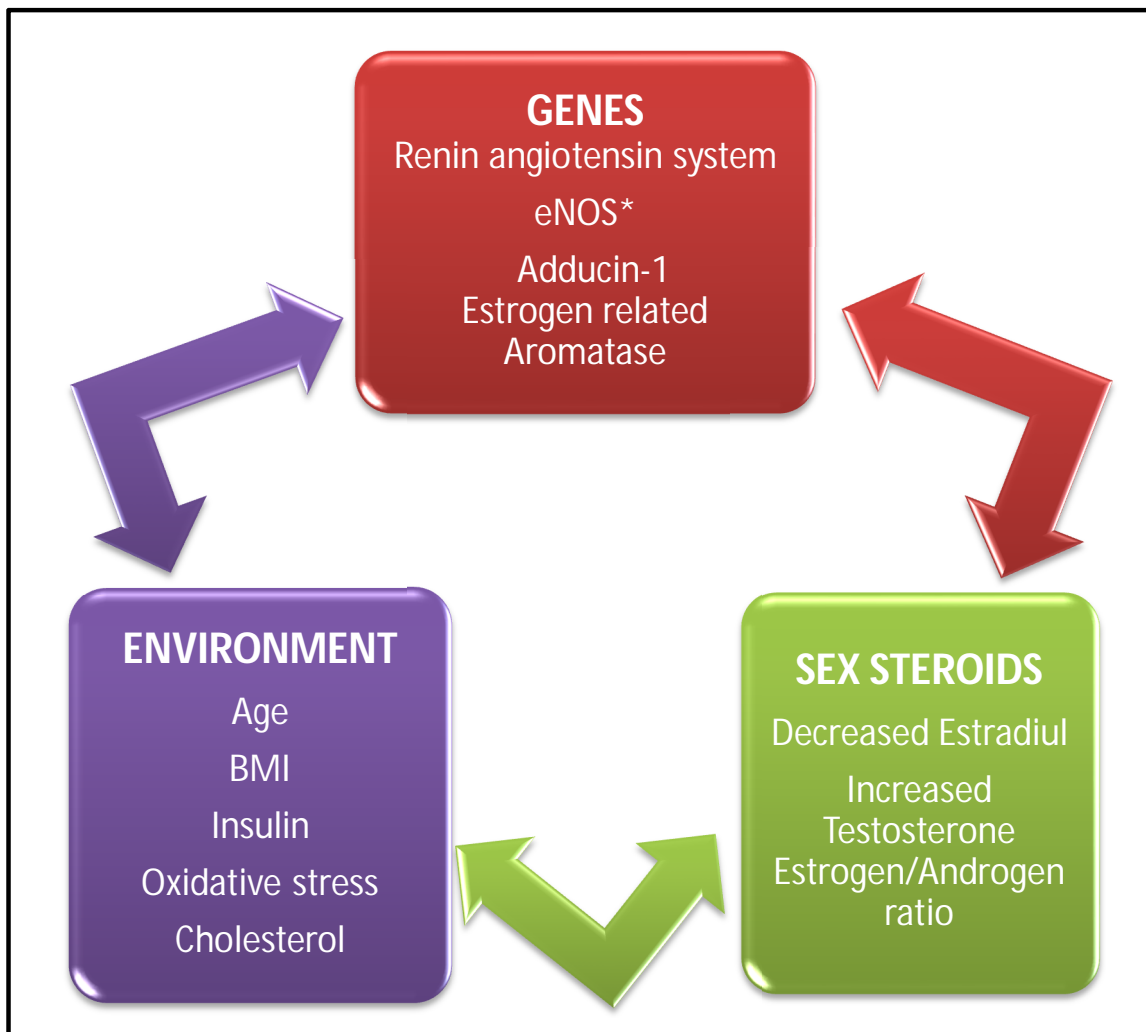 GENES
Renin angiotensin system
eNOS*
Adducin-1
Estrogen related
Aromatase
ENVIRONMENT
Age
BMI
Insulin
Oxidative stress
Cholesterol
SEX STEROIDS
Decreased Estradiul
Increased
Testosterone
Estrogen/Androgen
ratio